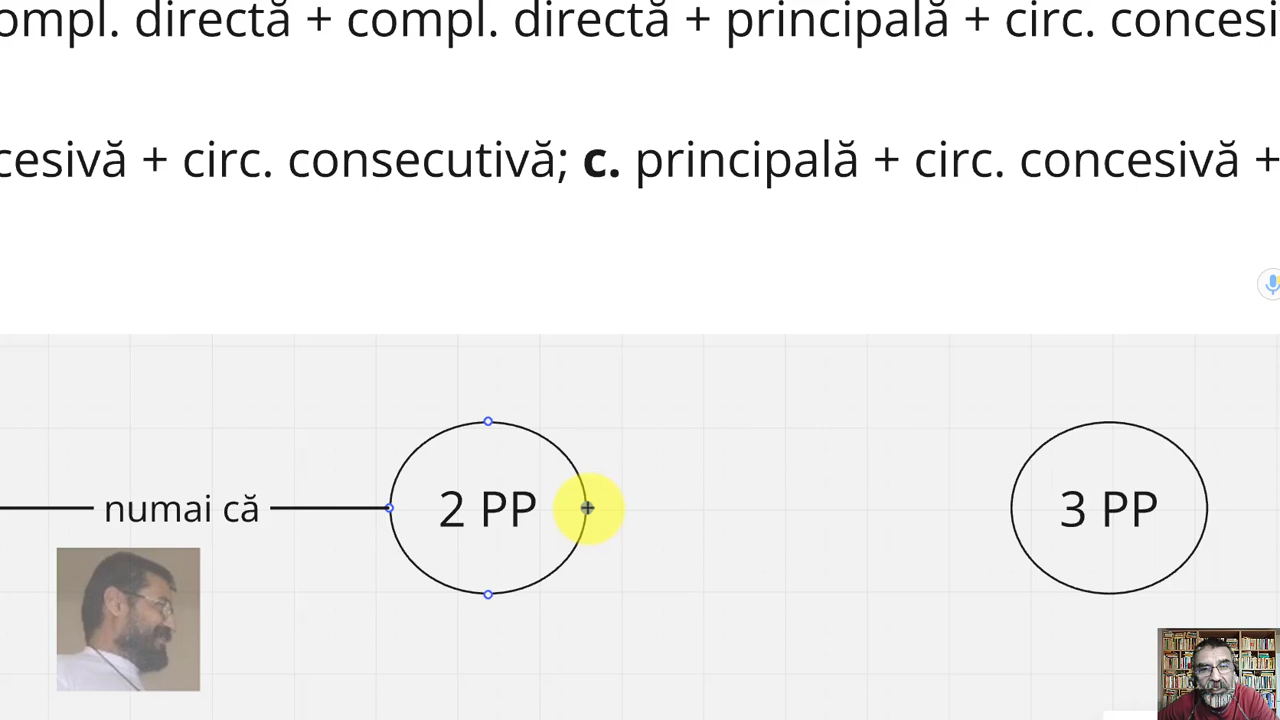 ompl. directă + compl. directă + principală + circ. concesi
cesivă + circ. consecutivă; c. principală + circ. concesivă +
numai că
2 PP
3 PP